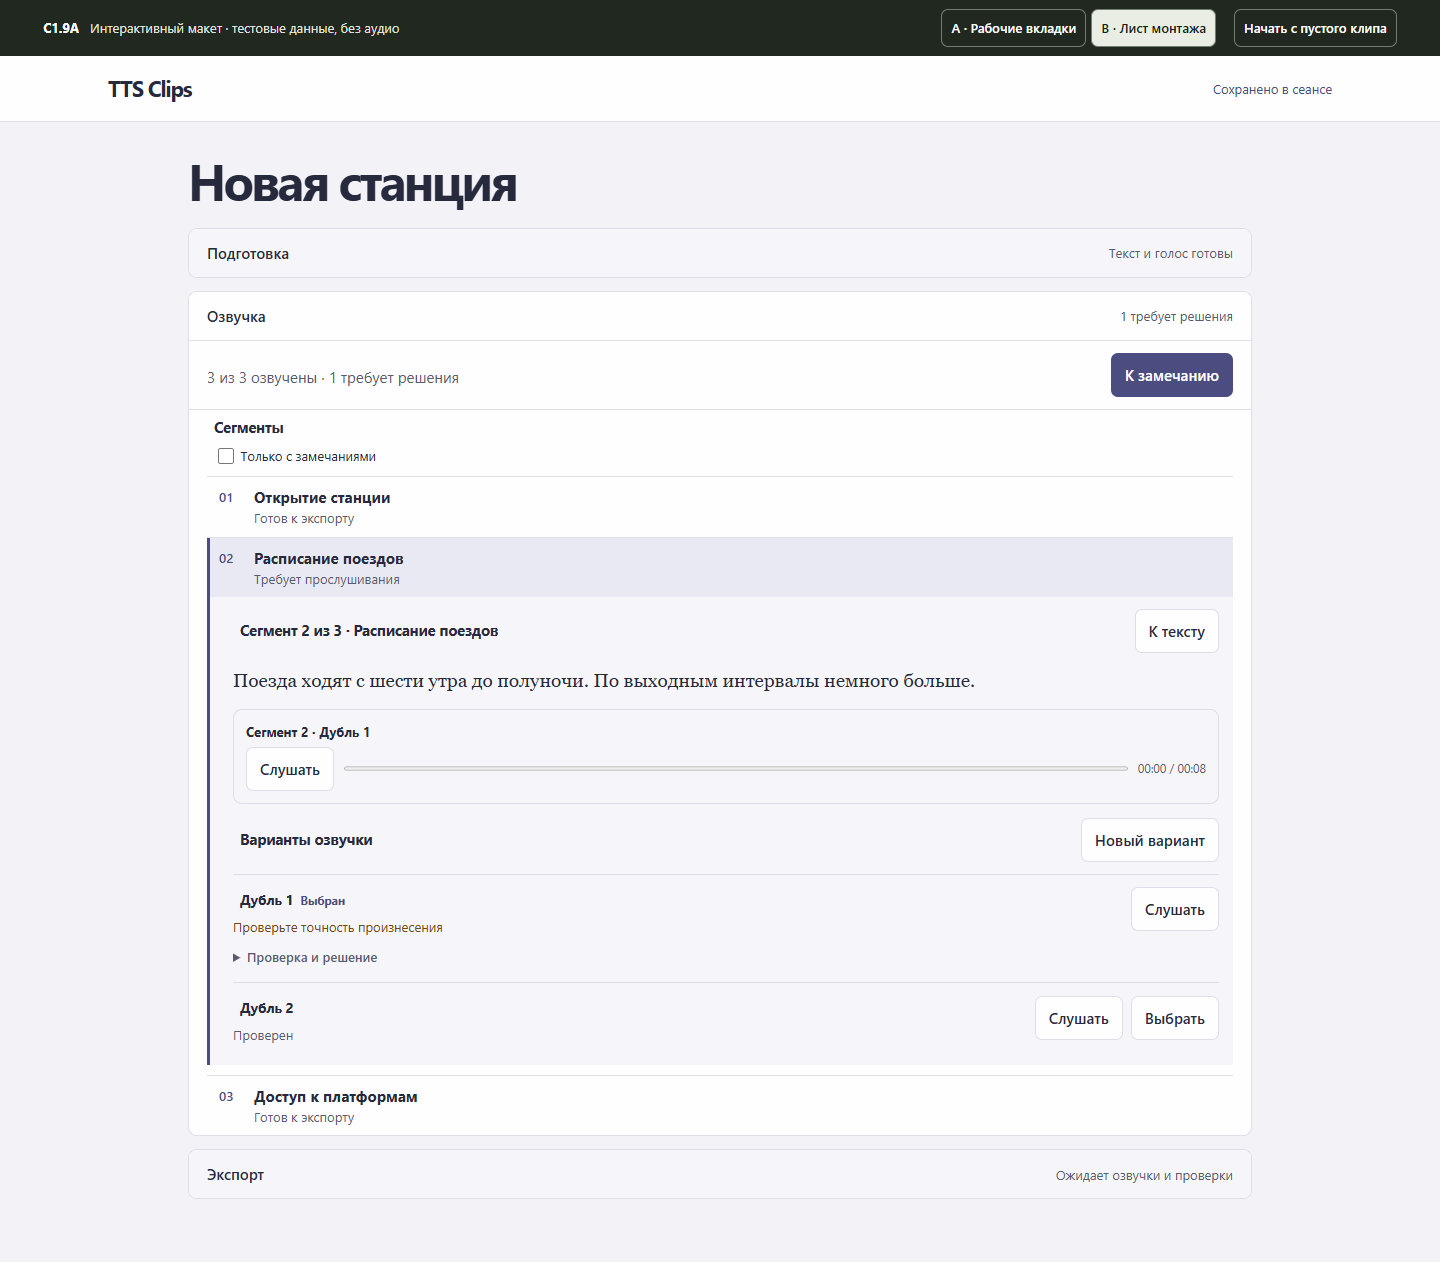 C1.9A Интерактивный макет · тестовые данные, без аудио
A · Рабочие вкладки
B · Лист монтажа
Начать с пустого клипа
TTS Clips
Сохранено в сеансе
Новая станция
Подготовка
Текст и голос готовы
Озвучка
1 требует решения
3 из 3 озвучены · 1 требует решения
К замечанию
Сегменты
Только с замечаниями
01 Открытие станции
Готов к экспорту
02 Расписание поездов
Требует прослушивания
Сегмент 2 из 3 · Расписание поездов
К тексту
Поезда ходят с шести утра до полуночи. По выходным интервалы немного больше.
Сегмент 2 · Дубль 1
Слушать
00:00 / 00:08
Варианты озвучки
Новый вариант
Дубль 1 Выбран
Слушать
Проверьте точность произнесения
Проверка и решение
Дубль 2
Слушать
Выбрать
Проверен
03 Доступ к платформам
Готов к экспорту
Экспорт
Ожидает озвучки и проверки